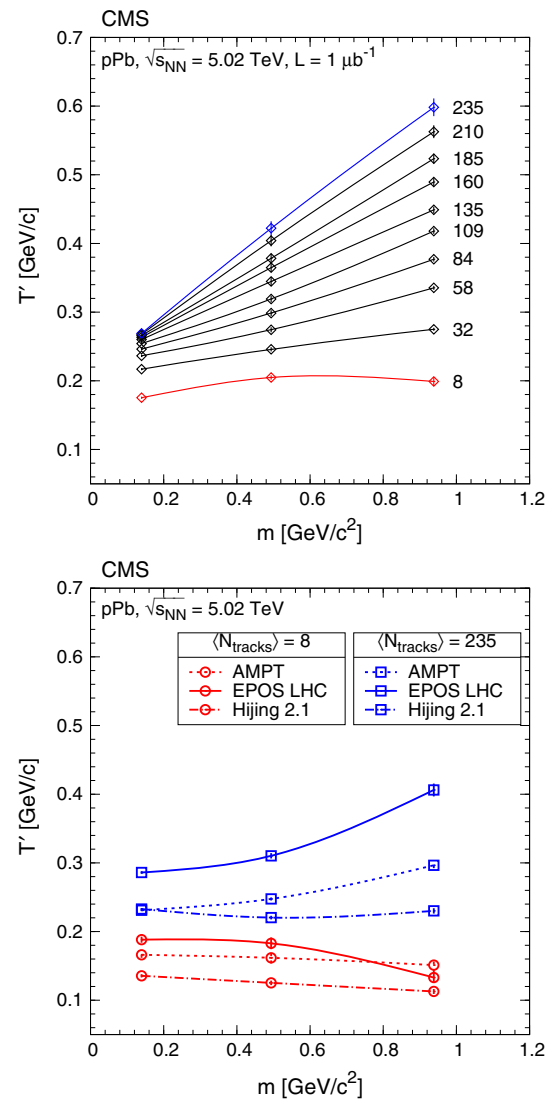 CMS
pPb, √sNN = 5.02 TeV, L = 1 μb⁻¹
0.7
0.6
0.5
0.4
0.3
0.2
0.1
T′ [GeV/c]
235
210
185
160
135
109
84
58
32
8
0 0.2 0.4 0.6 0.8 1 1.2
m [GeV/c²]
CMS
pPb, √sNN = 5.02 TeV
⟨Ntracks⟩ = 8 ⟨Ntracks⟩ = 235
AMPT AMPT
EPOS LHC EPOS LHC
Hijing 2.1 Hijing 2.1
0.7
0.6
0.5
0.4
0.3
0.2
0.1
T′ [GeV/c]
0 0.2 0.4 0.6 0.8 1 1.2
m [GeV/c²]